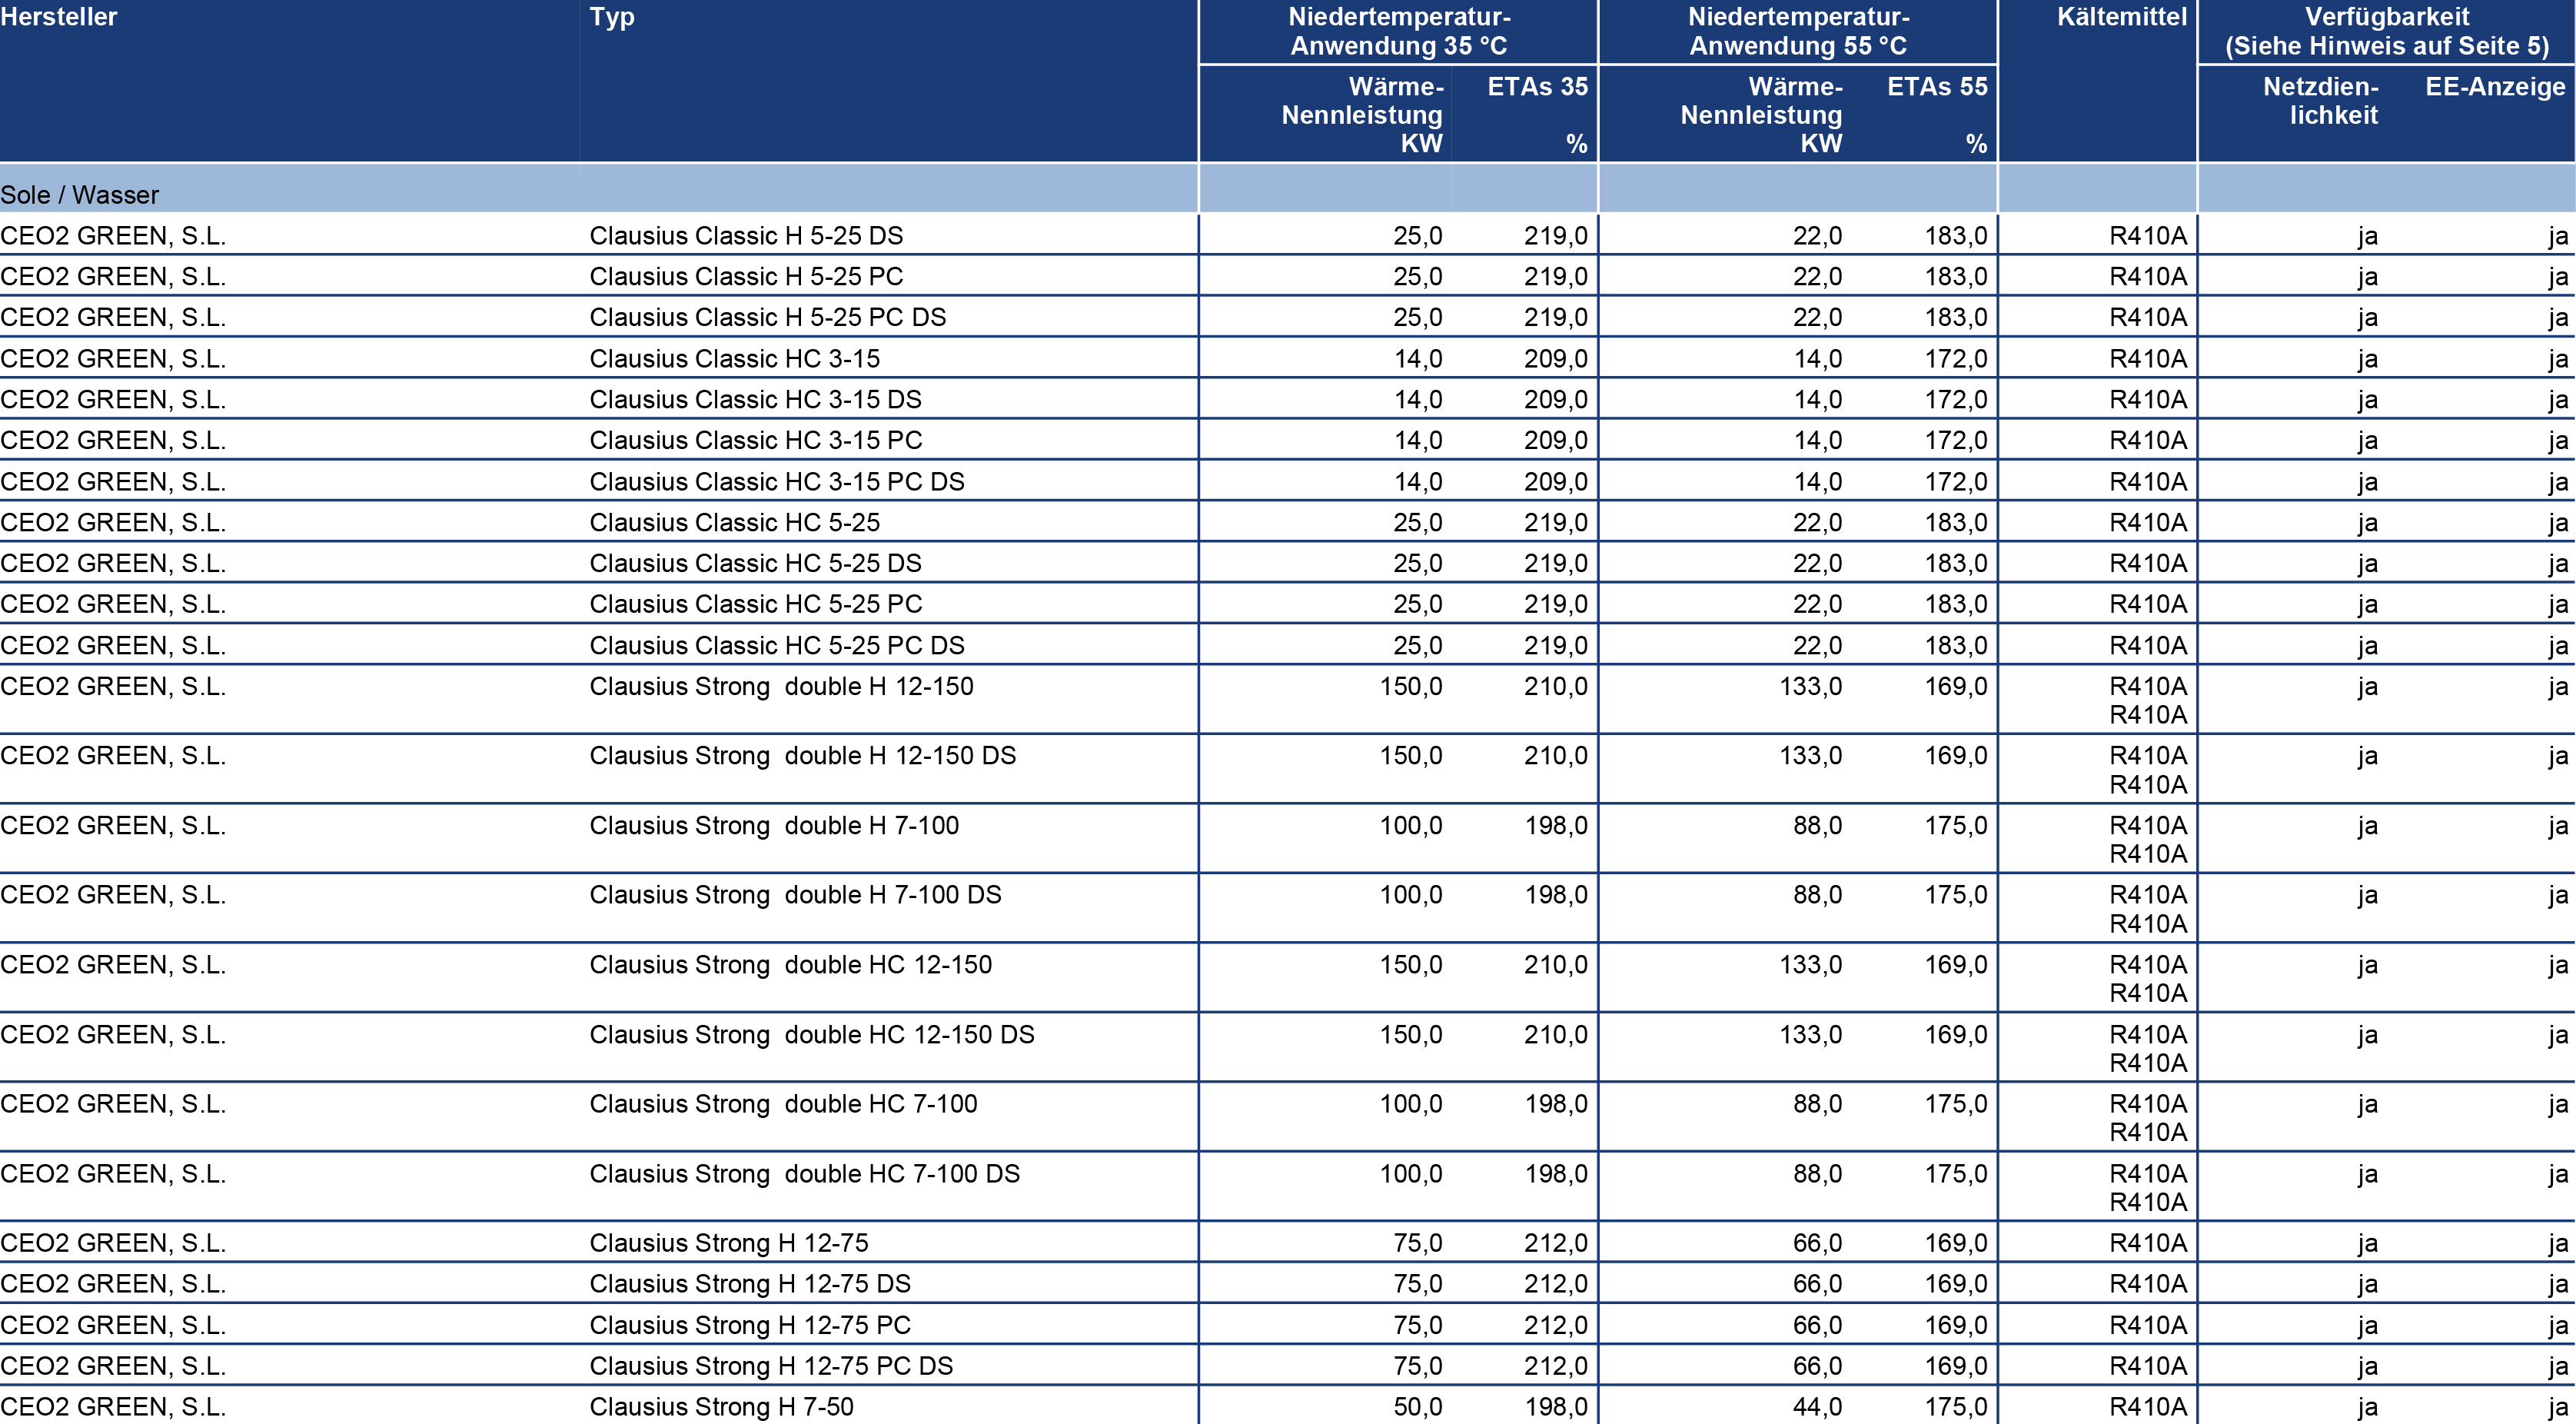 Hersteller Typ Niedertemperatur- Niedertemperatur- Kältemittel Verfügbarkeit
Anwendung 35 °C Anwendung 55 °C (Siehe Hinweis auf Seite 5)
Wärme- ETAs 35 Wärme- ETAs 55 Netzdien- EE-Anzeige
Nennleistung Nennleistung lichkeit
KW % KW %
Sole / Wasser
CEO2 GREEN, S.L. Clausius Classic H 5-25 DS 25,0 219,0 22,0 183,0 R410A ja ja
CEO2 GREEN, S.L. Clausius Classic H 5-25 PC 25,0 219,0 22,0 183,0 R410A ja ja
CEO2 GREEN, S.L. Clausius Classic H 5-25 PC DS 25,0 219,0 22,0 183,0 R410A ja ja
CEO2 GREEN, S.L. Clausius Classic HC 3-15 14,0 209,0 14,0 172,0 R410A ja ja
CEO2 GREEN, S.L. Clausius Classic HC 3-15 DS 14,0 209,0 14,0 172,0 R410A ja ja
CEO2 GREEN, S.L. Clausius Classic HC 3-15 PC 14,0 209,0 14,0 172,0 R410A ja ja
CEO2 GREEN, S.L. Clausius Classic HC 3-15 PC DS 14,0 209,0 14,0 172,0 R410A ja ja
CEO2 GREEN, S.L. Clausius Classic HC 5-25 25,0 219,0 22,0 183,0 R410A ja ja
CEO2 GREEN, S.L. Clausius Classic HC 5-25 DS 25,0 219,0 22,0 183,0 R410A ja ja
CEO2 GREEN, S.L. Clausius Classic HC 5-25 PC 25,0 219,0 22,0 183,0 R410A ja ja
CEO2 GREEN, S.L. Clausius Classic HC 5-25 PC DS 25,0 219,0 22,0 183,0 R410A ja ja
CEO2 GREEN, S.L. Clausius Strong  double H 12-150 150,0 210,0 133,0 169,0 R410A ja ja
R410A
CEO2 GREEN, S.L. Clausius Strong  double H 12-150 DS 150,0 210,0 133,0 169,0 R410A ja ja
R410A
CEO2 GREEN, S.L. Clausius Strong  double H 7-100 100,0 198,0 88,0 175,0 R410A ja ja
R410A
CEO2 GREEN, S.L. Clausius Strong  double H 7-100 DS 100,0 198,0 88,0 175,0 R410A ja ja
R410A
CEO2 GREEN, S.L. Clausius Strong  double HC 12-150 150,0 210,0 133,0 169,0 R410A ja ja
R410A
CEO2 GREEN, S.L. Clausius Strong  double HC 12-150 DS 150,0 210,0 133,0 169,0 R410A ja ja
R410A
CEO2 GREEN, S.L. Clausius Strong  double HC 7-100 100,0 198,0 88,0 175,0 R410A ja ja
R410A
CEO2 GREEN, S.L. Clausius Strong  double HC 7-100 DS 100,0 198,0 88,0 175,0 R410A ja ja
R410A
CEO2 GREEN, S.L. Clausius Strong H 12-75 75,0 212,0 66,0 169,0 R410A ja ja
CEO2 GREEN, S.L. Clausius Strong H 12-75 DS 75,0 212,0 66,0 169,0 R410A ja ja
CEO2 GREEN, S.L. Clausius Strong H 12-75 PC 75,0 212,0 66,0 169,0 R410A ja ja
CEO2 GREEN, S.L. Clausius Strong H 12-75 PC DS 75,0 212,0 66,0 169,0 R410A ja ja
CEO2 GREEN, S.L. Clausius Strong H 7-50 50,0 198,0 44,0 175,0 R410A ja ja